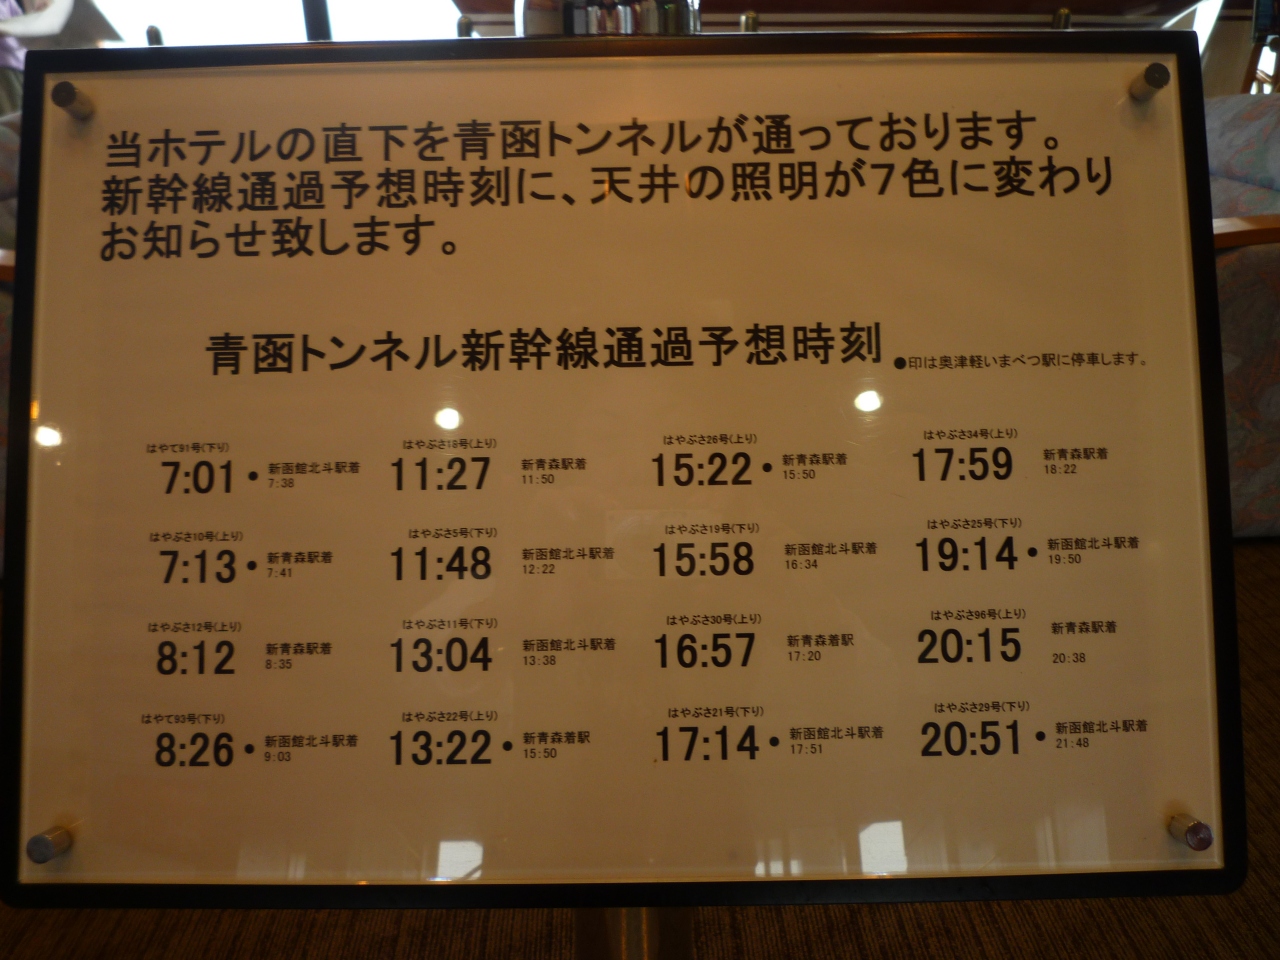 当ホテルの直下を青函トンネルが通っております。
新幹線通過予想時刻に、天井の照明が7色に変わり
お知らせ致します。
青函トンネル新幹線通過予想時刻
●印は奥津軽いまべつ駅に停車します。
はやて91号(下り)
7:01 ● 新函館北斗駅着
7:38
はやぶさ10号(上り)
7:13 ● 新青森駅着
7:41
はやぶさ12号(上り)
8:12 新青森駅着
8:35
はやて93号(下り)
8:26 ● 新函館北斗駅着
9:03
はやぶさ18号(上り)
11:27 新青森駅着
11:50
はやぶさ5号(下り)
11:48 新函館北斗駅着
12:22
はやぶさ11号(下り)
13:04 新函館北斗駅着
13:38
はやぶさ22号(上り)
13:22 ● 新青森着駅
15:50
はやぶさ26号(上り)
15:22 ● 新青森駅着
15:50
はやぶさ19号(下り)
15:58 新函館北斗駅着
16:34
はやぶさ30号(上り)
16:57 新青森着駅
17:20
はやぶさ21号(下り)
17:14 ● 新函館北斗駅着
17:51
はやぶさ34号(上り)
17:59 新青森駅着
18:22
はやぶさ25号(下り)
19:14 ● 新函館北斗駅着
19:50
はやぶさ96号(上り)
20:15 新青森駅着
20:38
はやぶさ29号(下り)
20:51 ● 新函館北斗駅着
21:48